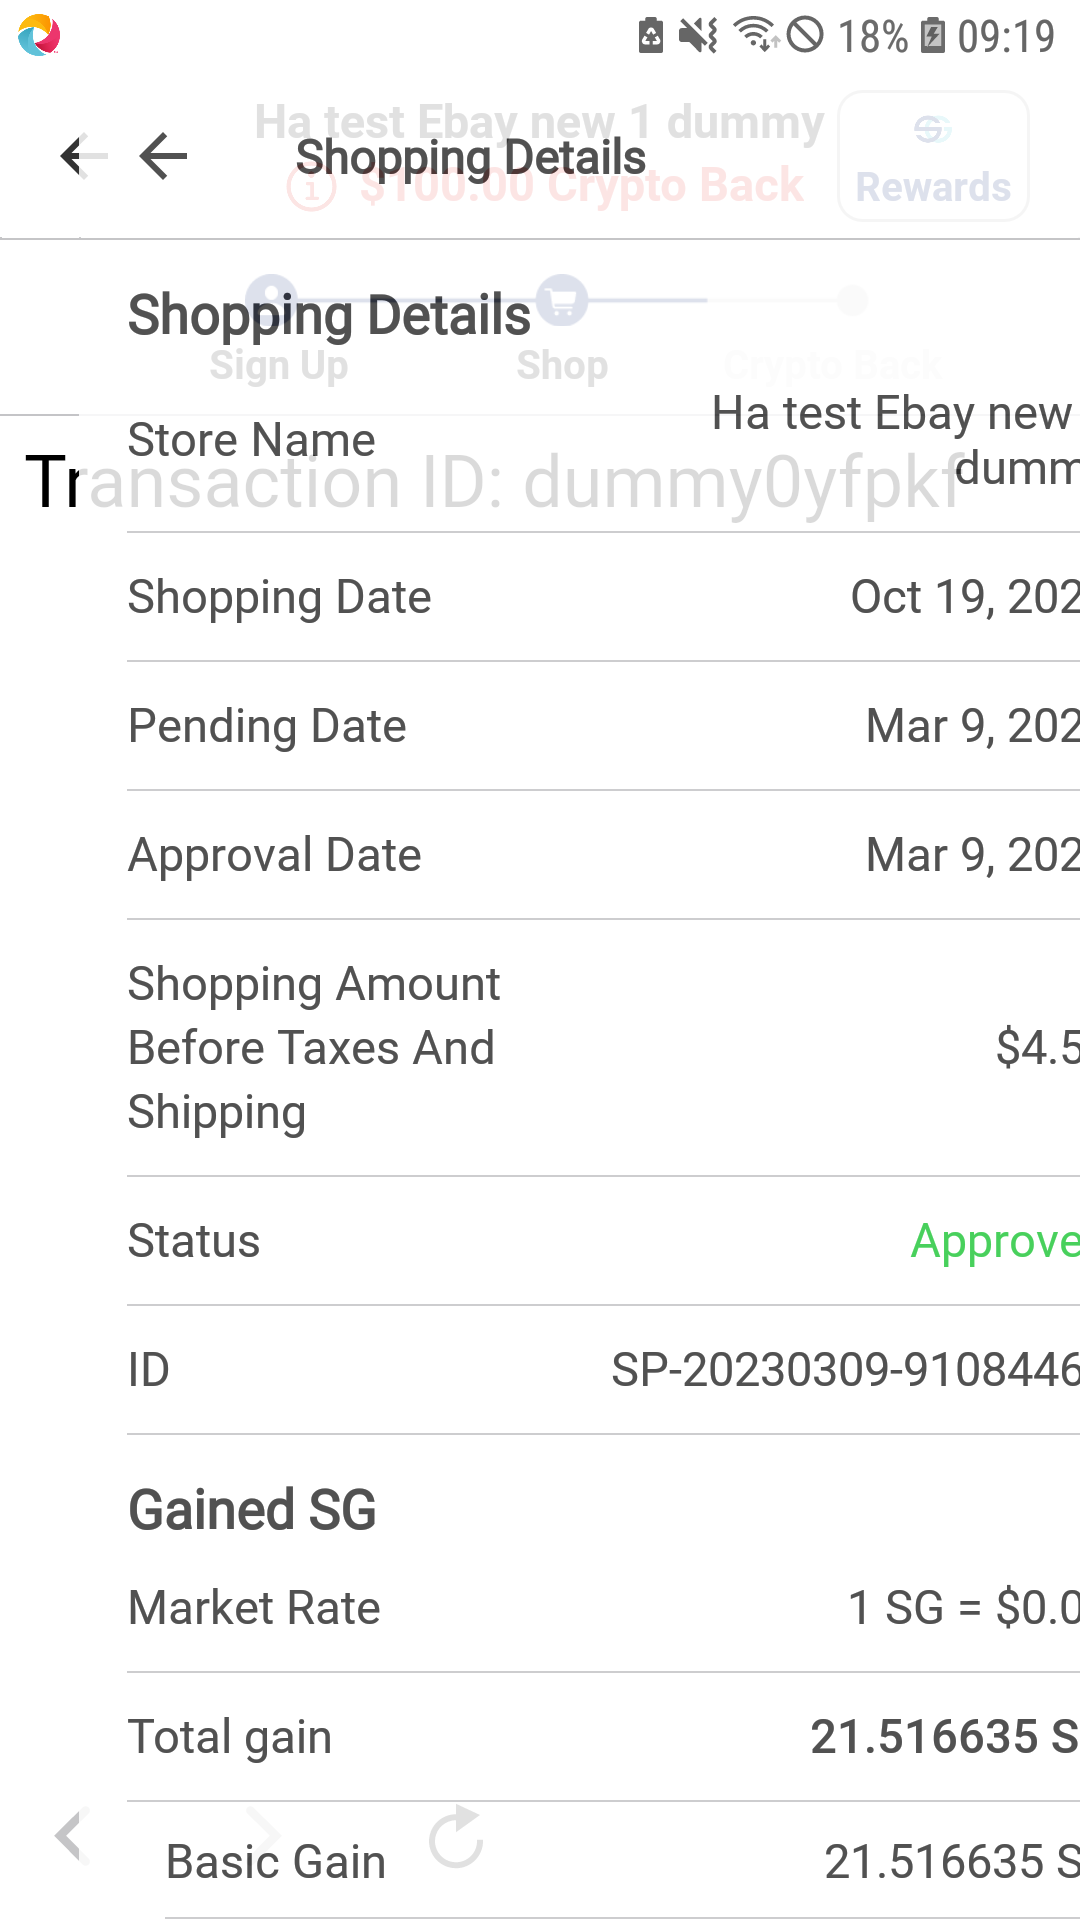 18% 09:19
Ha test Ebay new 1 dummy
Shopping Details
$100.00 Crypto Back
Rewards
Shopping Details
Sign Up
Shop
Crypto Back
Store Name
Ha test Ebay new
dumm
Transaction ID: dummy0yfpkf
Shopping Date
Oct 19, 202
Pending Date
Mar 9, 202
Approval Date
Mar 9, 202
Shopping Amount
Before Taxes And
Shipping
$4.5
Status
Approve
ID
SP-20230309-9108446
Gained SG
Market Rate
1 SG = $0.0
Total gain
21.516635 S
Basic Gain
21.516635 S